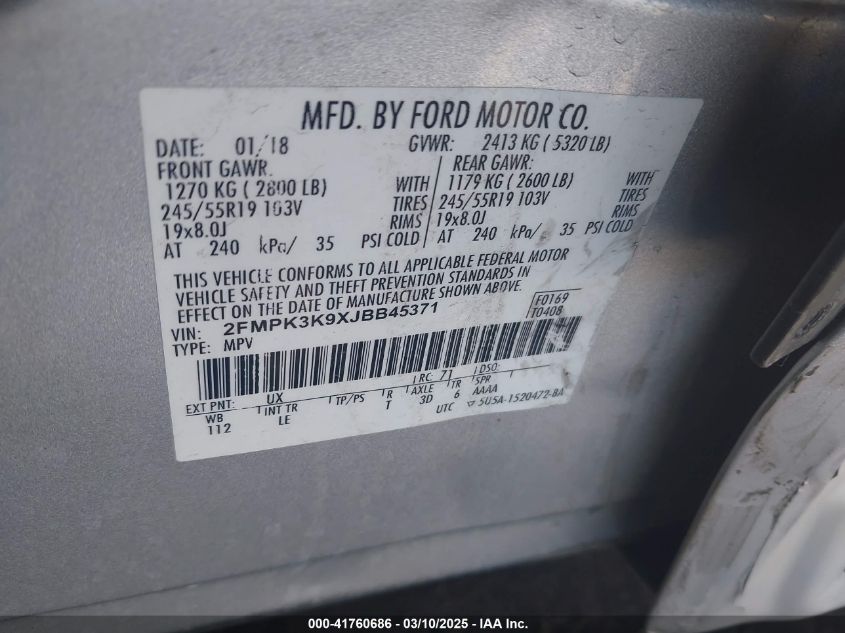 MFD. BY FORD MOTOR CO.
DATE: 01/18 GVWR: 2413 KG ( 5320 LB)
FRONT GAWR: REAR GAWR:
1270 KG ( 2800 LB) WITH 1179 KG ( 2600 LB) WITH
245/55R19 103V TIRES 245/55R19 103V TIRES
19x8.0J RIMS 19x8.0J RIMS
AT 240 kPa/ 35 PSI COLD AT 240 kPa/ 35 PSI COLD
THIS VEHICLE CONFORMS TO ALL APPLICABLE FEDERAL MOTOR
VEHICLE SAFETY AND THEFT PREVENTION STANDARDS IN
EFFECT ON THE DATE OF MANUFACTURE SHOWN ABOVE.
VIN: 2FMPK3K9XJBB45371 F0169
TYPE: MPV T0408
EXT PNT: UX RC: 71 DSO:
WB INT TR TP/PS R AXLE TR SPR
112 LE T 3D 6 AAAA
UTC 5U5A-1520472-BA
000-41760686 - 03/10/2025 - IAA Inc.